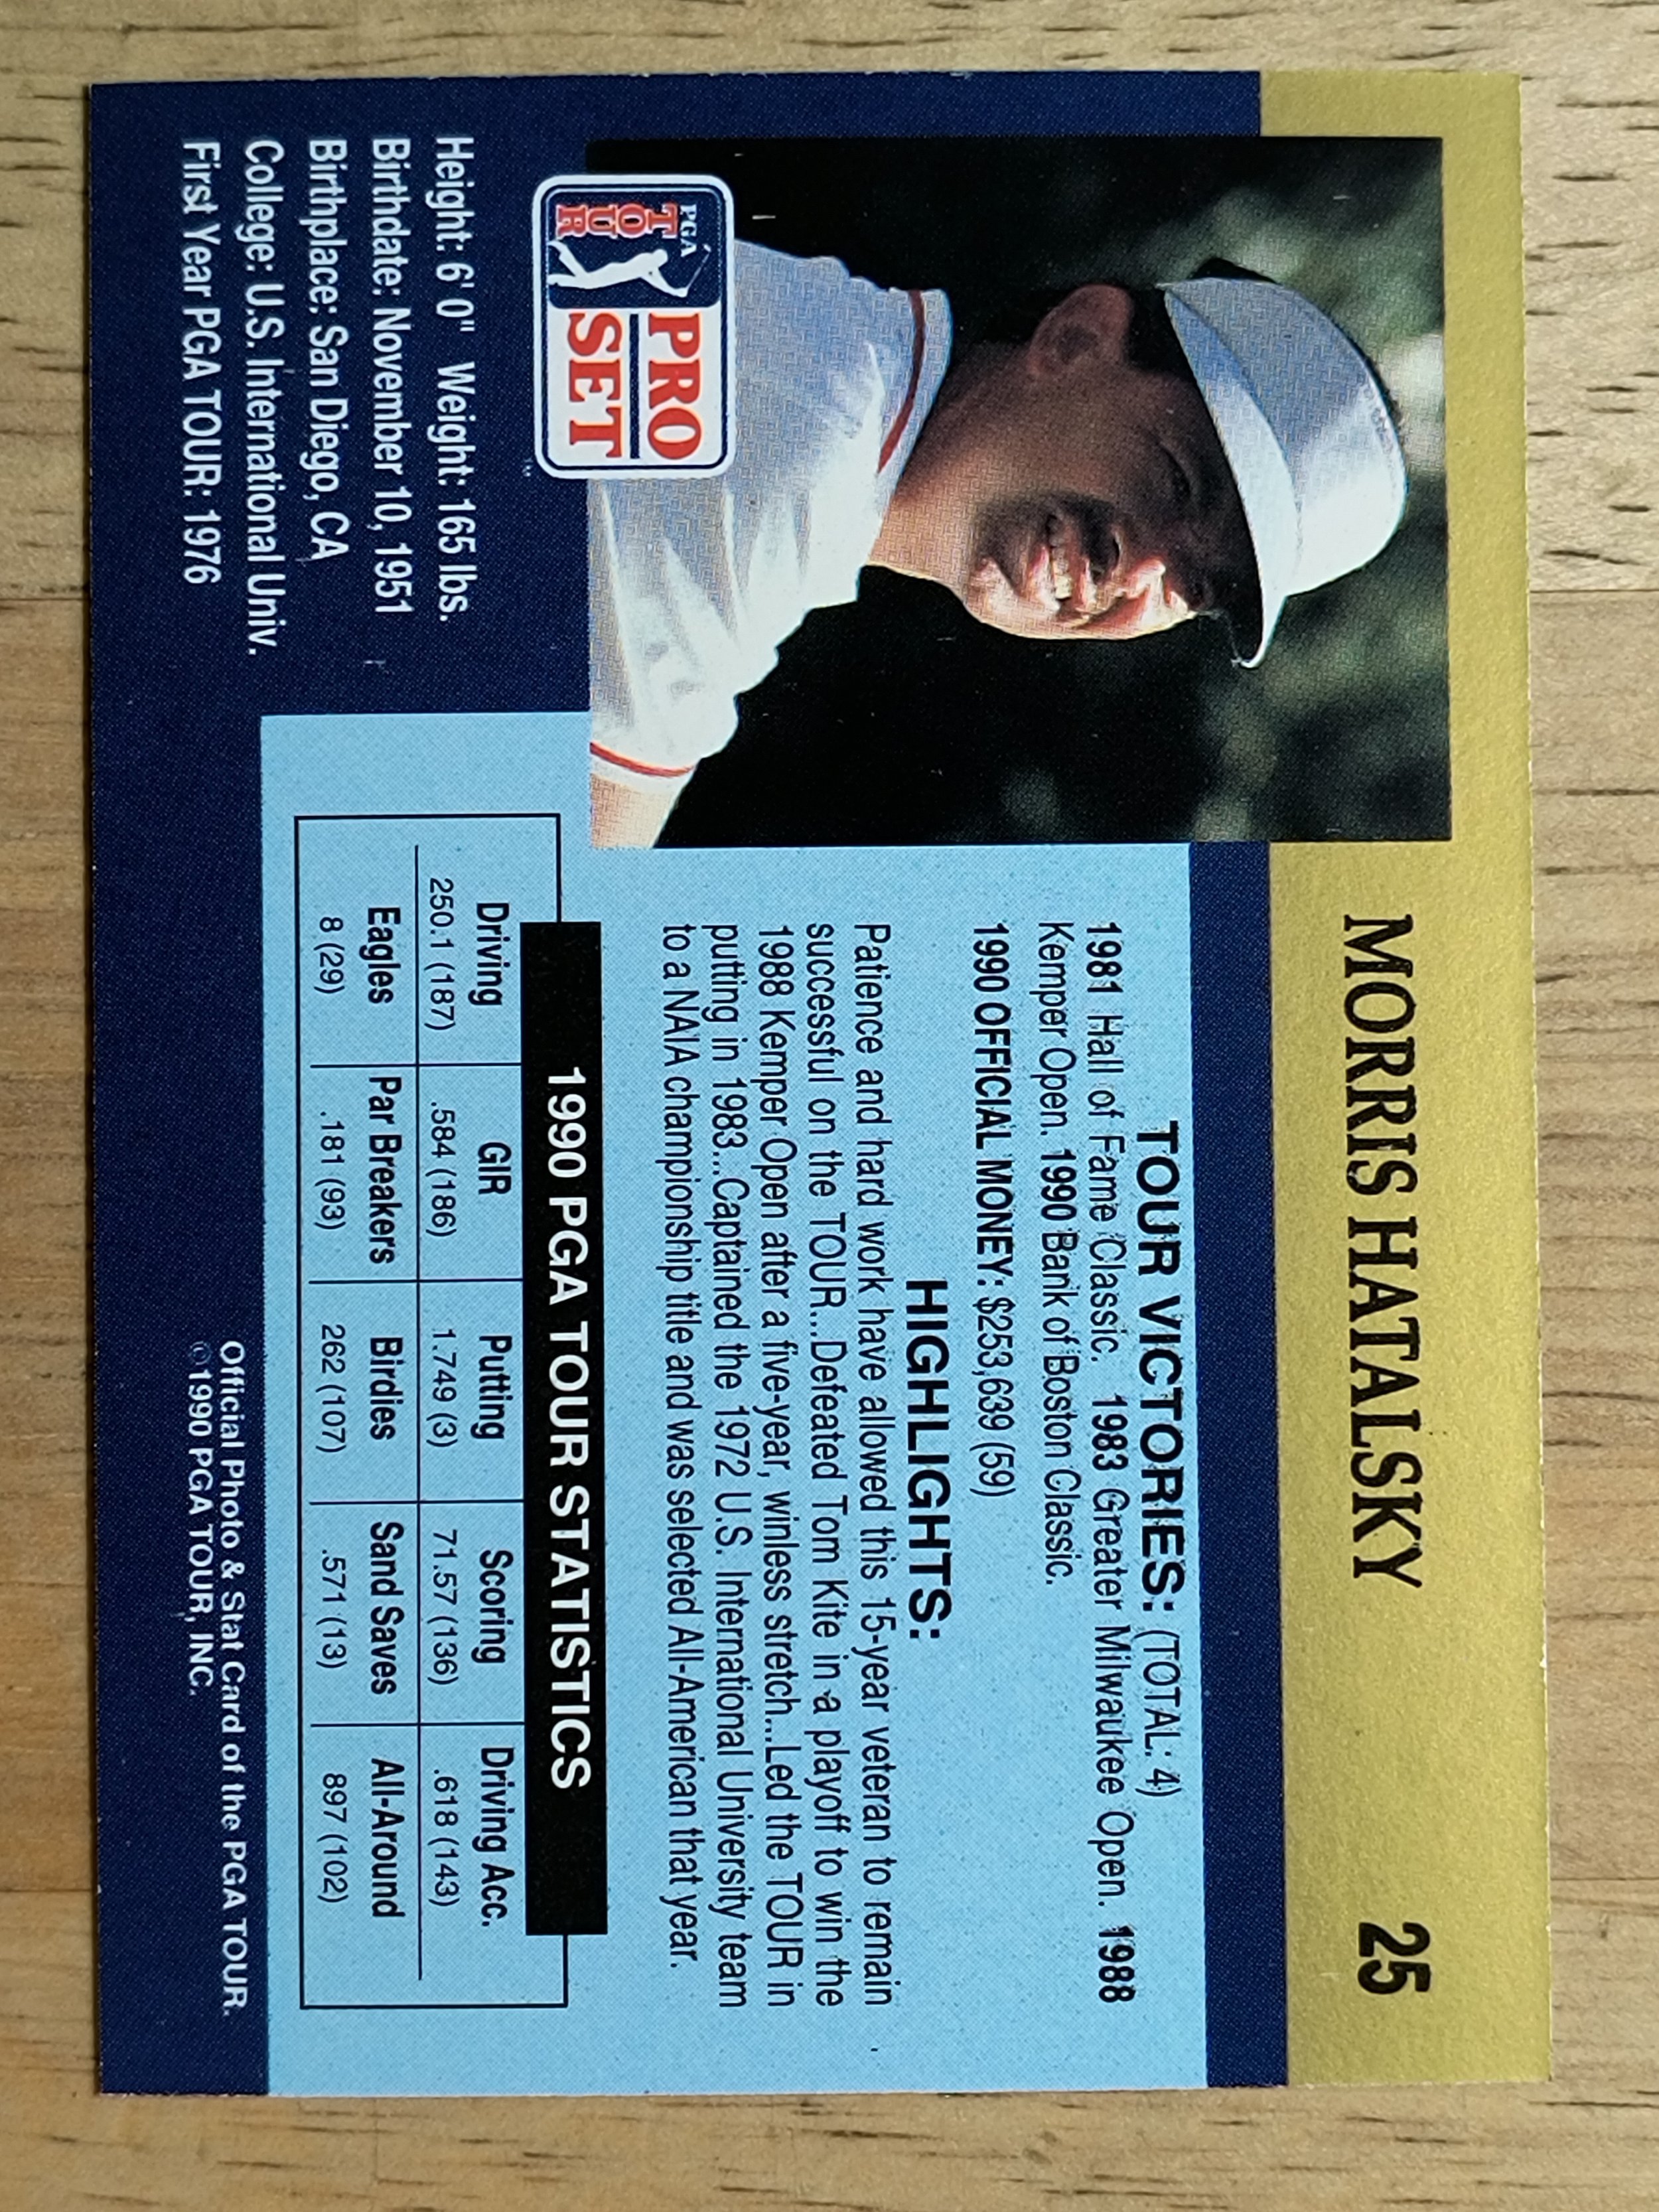 MORRIS HATALSKY 25
TOUR VICTORIES: (TOTAL: 4)
1981 Hall of Fame Classic. 1983 Greater Milwaukee Open. 1988
Kemper Open. 1990 Bank of Boston Classic.
1990 OFFICIAL MONEY: $253,639 (59)
HIGHLIGHTS:
Patience and hard work have allowed this 15-year veteran to remain
successful on the TOUR...Defeated Tom Kite in a playoff to win the
1988 Kemper Open after a five-year, winless stretch...Led the TOUR in
putting in 1983...Captained the 1972 U.S. International University team
to a NAIA championship title and was selected All-American that year.
PGA
TOUR
PRO
SET
Height: 6' 0" Weight: 165 lbs.
Birthdate: November 10, 1951
Birthplace: San Diego, CA
College: U.S. International Univ.
First Year PGA TOUR: 1976
1990 PGA TOUR STATISTICS
Driving GIR Putting Scoring Driving Acc.
250.1 (187) .584 (186) 1.749 (3) 71.57 (136) .618 (143)
Eagles Par Breakers Birdies Sand Saves All-Around
8 (29) .181 (93) 262 (107) .571 (13) 897 (102)
Official Photo & Stat Card of the PGA TOUR.
©1990 PGA TOUR, INC.